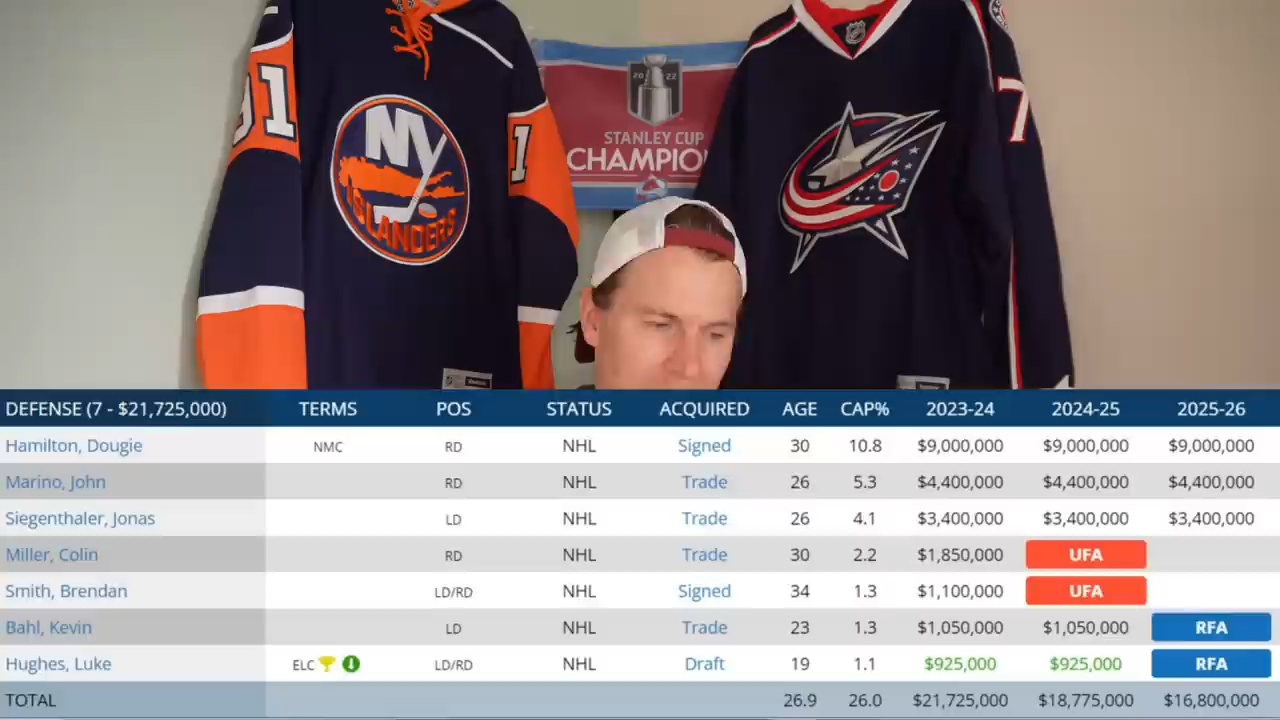 91
1
NY
ISLANDERS
20 22
STANLEY CUP
CHAMPIO
7
DEFENSE (7 - $21,725,000) TERMS POS STATUS ACQUIRED AGE CAP% 2023-24 2024-25 2025-26
Hamilton, Dougie NMC RD NHL Signed 30 10.8 $9,000,000 $9,000,000 $9,000,000
Marino, John RD NHL Trade 26 5.3 $4,400,000 $4,400,000 $4,400,000
Siegenthaler, Jonas LD NHL Trade 26 4.1 $3,400,000 $3,400,000 $3,400,000
Miller, Colin RD NHL Trade 30 2.2 $1,850,000 UFA
Smith, Brendan LD/RD NHL Signed 34 1.3 $1,100,000 UFA
Bahl, Kevin LD NHL Trade 23 1.3 $1,050,000 $1,050,000 RFA
Hughes, Luke ELC LD/RD NHL Draft 19 1.1 $925,000 $925,000 RFA
TOTAL 26.9 26.0 $21,725,000 $18,775,000 $16,800,000